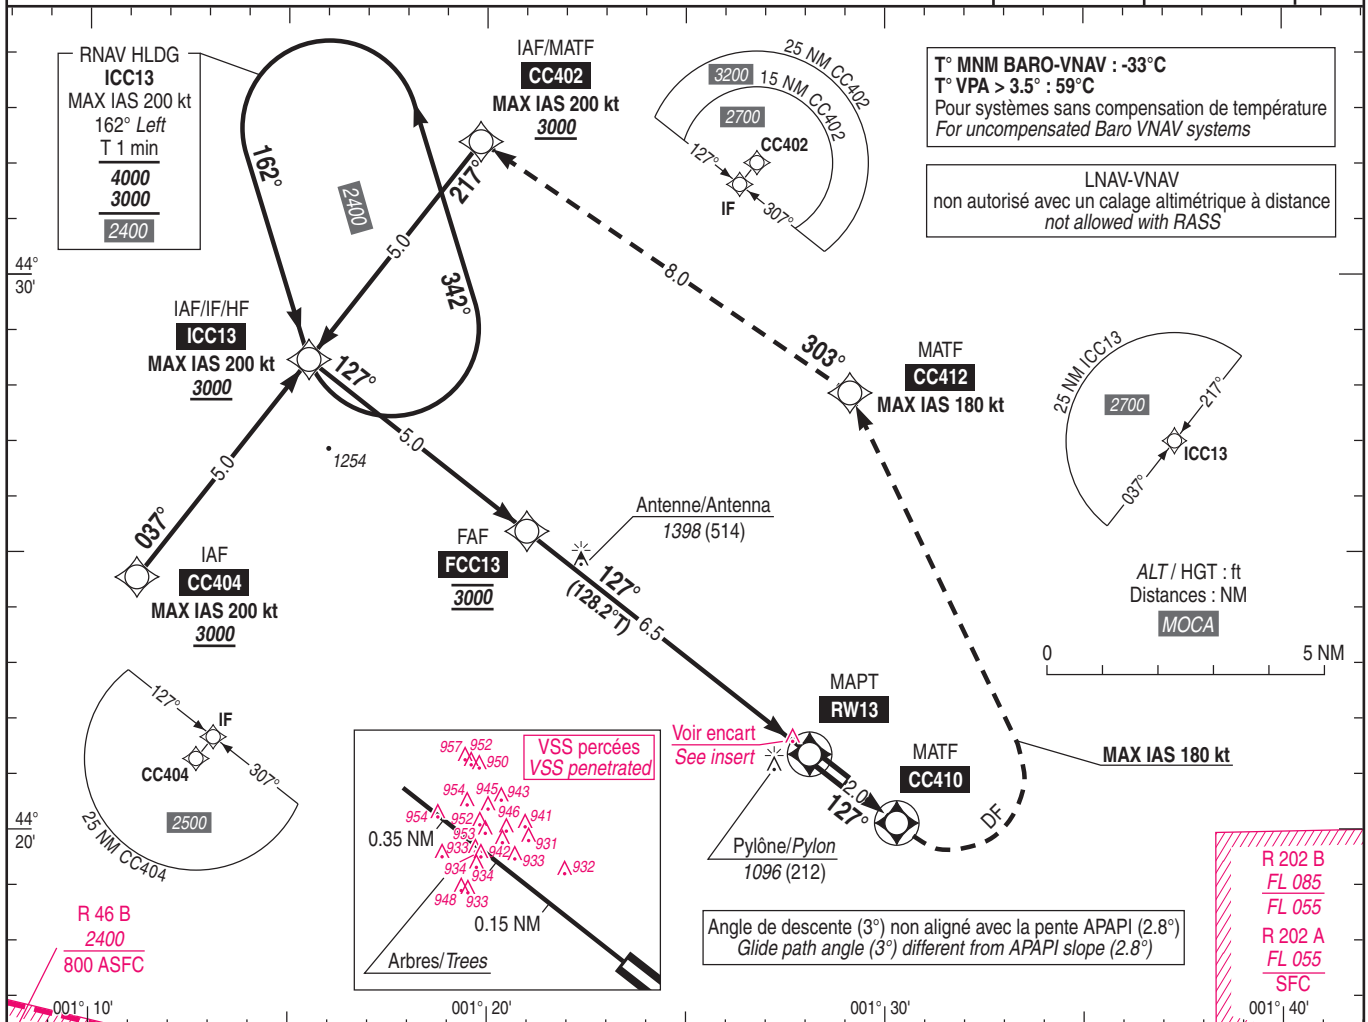 RNAV HLDG
ICC13
MAX IAS 200 kt
162° Left
T 1 min
4000
3000
2400
IAF/MATF
CC402
MAX IAS 200 kt
3000
25 NM CC402
3200
15 NM CC402
2700
CC402
127°
IF
307°
T° MNM BARO-VNAV : -33°C
T° VPA > 3.5° : 59°C
Pour systèmes sans compensation de température
For uncompensated Baro VNAV systems
LNAV-VNAV
non autorisé avec un calage altimétrique à distance
not allowed with RASS
162°
2400
217°
5.0
342°
8.0
303°
44°
30'
IAF/IF/HF
ICC13
MAX IAS 200 kt
3000
127°
5.0
1254
5.0
037°
MATF
CC412
MAX IAS 180 kt
25 NM ICC13
2700
217°
ICC13
037°
IAF
CC404
MAX IAS 200 kt
3000
FAF
FCC13
3000
Antenne/Antenna
1398 (514)
127°
(128.2°T)
6.5
ALT / HGT : ft
Distances : NM
MOCA
0
5 NM
127°
IF
CC404
307°
2500
25 NM CC404
MAPT
RW13
Voir encart
See insert
MATF
CC410
2.0
127°
DF
MAX IAS 180 kt
Pylône/Pylon
1096 (212)
VSS percées
VSS penetrated
957
952
950
954
945
943
954
952
946
941
953
931
933
942
933
932
934
934
948
933
0.35 NM
0.15 NM
Arbres/Trees
44°
20'
Angle de descente (3°) non aligné avec la pente APAPI (2.8°)
Glide path angle (3°) different from APAPI slope (2.8°)
R 46 B
2400
800 ASFC
R 202 B
FL 085
FL 055
R 202 A
FL 055
SFC
001° 10'
001° 20'
001° 30'
001° 40'